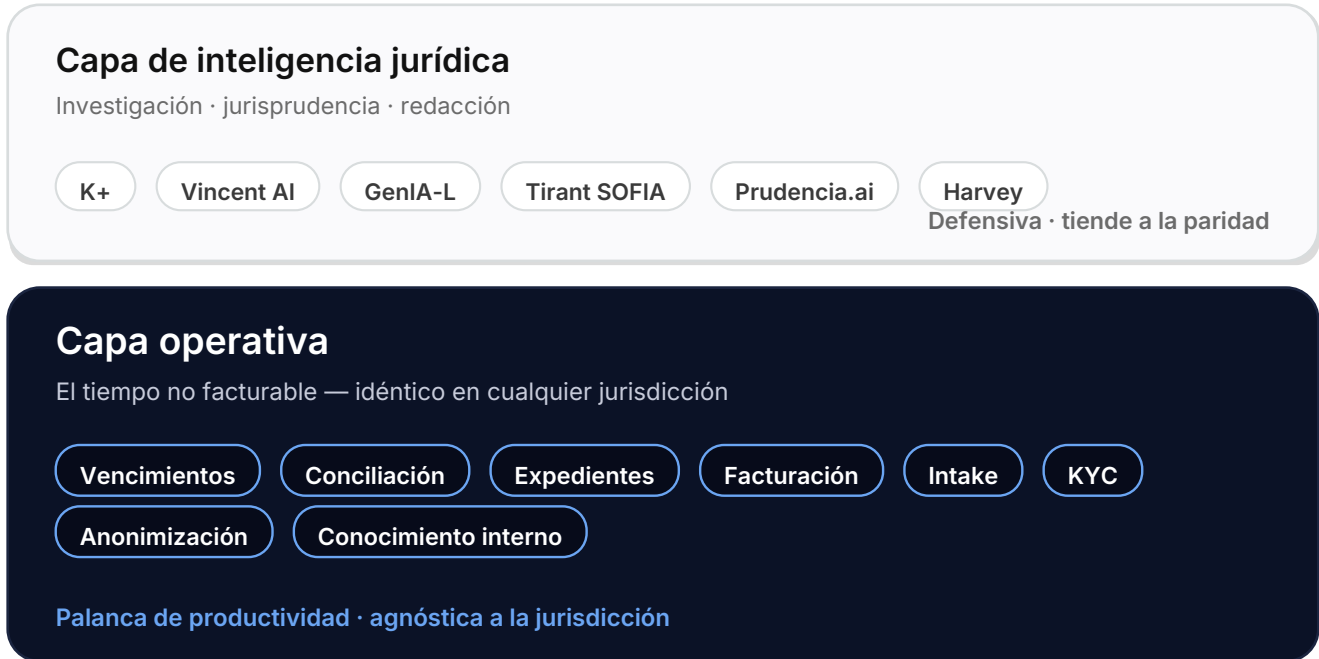 Capa de inteligencia jurídica
Investigación · jurisprudencia · redacción
K+ Vincent AI GenIA-L Tirant SOFIA Prudencia.ai Harvey
Defensiva · tiende a la paridad
Capa operativa
El tiempo no facturable — idéntico en cualquier jurisdicción
Vencimientos Conciliación Expedientes Facturación Intake KYC
Anonimización Conocimiento interno
Palanca de productividad · agnóstica a la jurisdicción